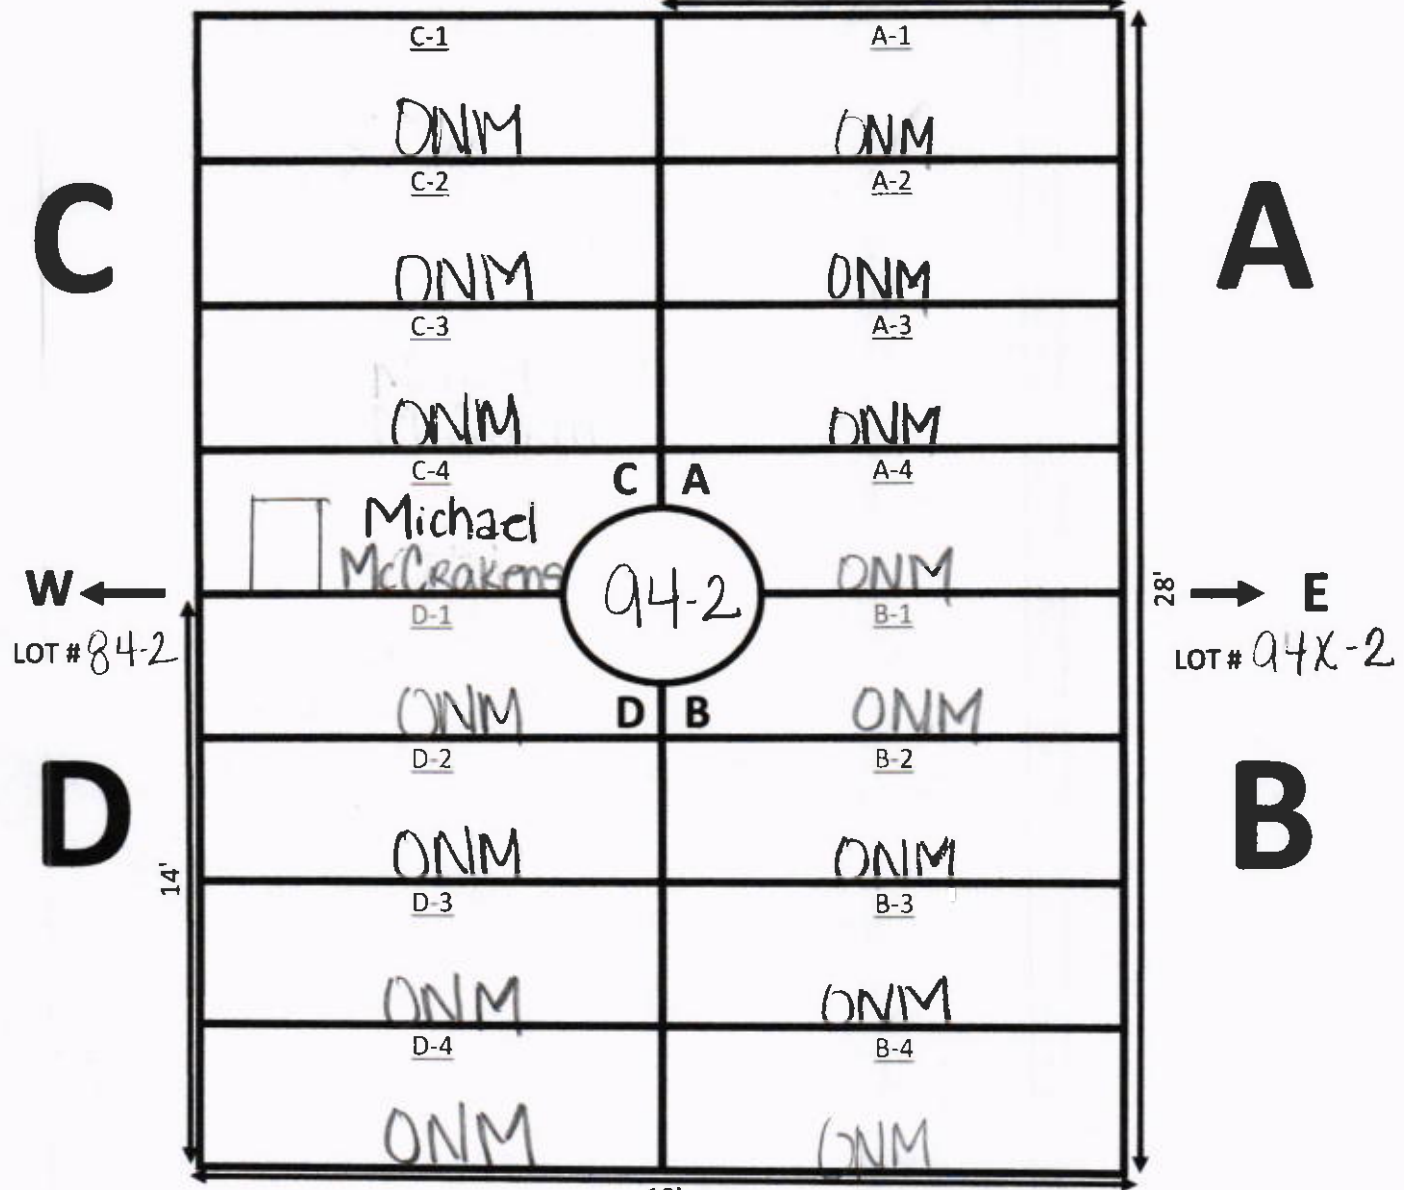 C-1
A-1
ONM
ONM
C-2
A-2
C
A
ONM
ONM
C-3
A-3
ONM
ONM
C-4
C
A
A-4
Michael
McCrakens
ONM
94-2
W
E
28'
D-1
B-1
LOT # 84-2
LOT # 94X-2
ONM
D
B
ONM
D-2
B-2
D
B
ONM
ONM
14'
D-3
B-3
ONM
ONM
D-4
B-4
ONM
ONM